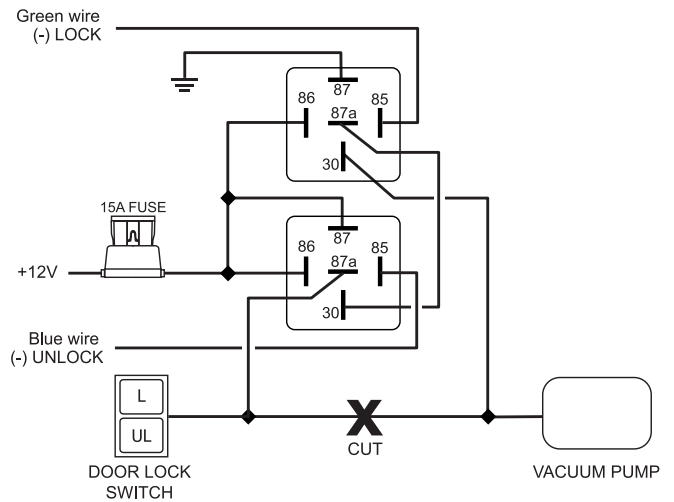 Green wire
(-) LOCK
87
86
87a
85
30
15A FUSE
87
86
87a
85
+12V
30
Blue wire
(-) UNLOCK
L
UL
CUT
DOOR LOCK
SWITCH
VACUUM PUMP